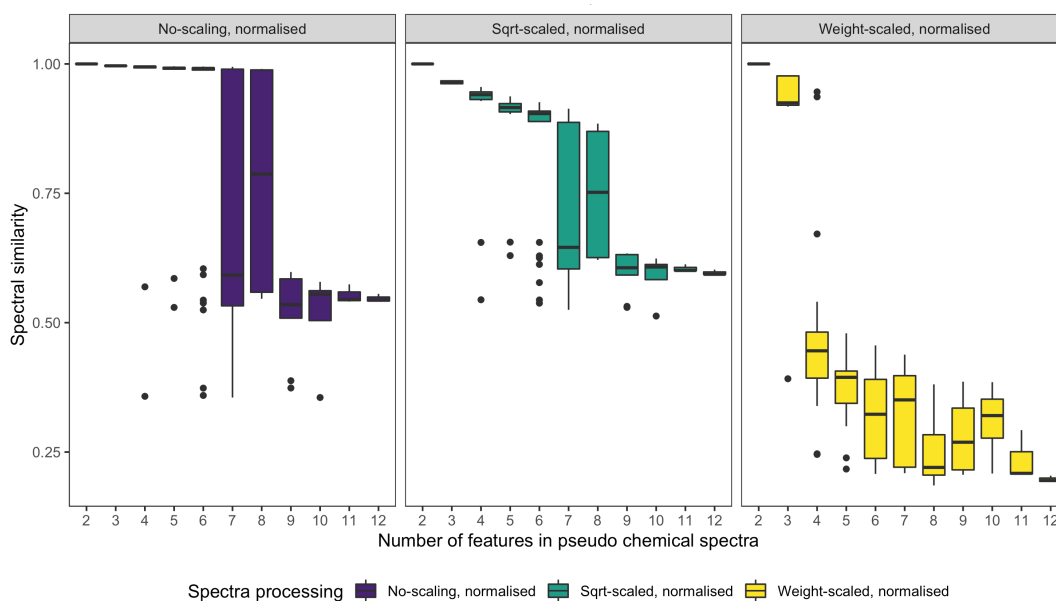 No-scaling, normalised
Sqrt-scaled, normalised
Weight-scaled, normalised
Spectral similarity
1.00
0.75
0.50
0.25
2 3 4 5 6 7 8 9 10 11 12
2 3 4 5 6 7 8 9 10 11 12
2 3 4 5 6 7 8 9 10 11 12
Number of features in pseudo chemical spectra
Spectra processing No-scaling, normalised Sqrt-scaled, normalised Weight-scaled, normalised